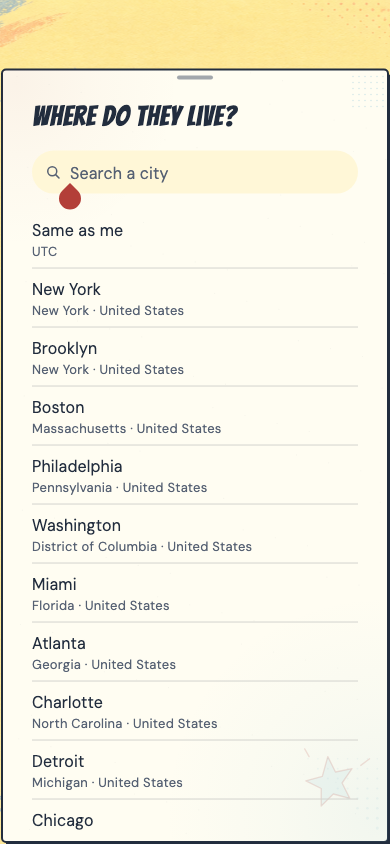 WHERE DO THEY LIVE?
Search a city
Same as me
UTC
New York
New York · United States
Brooklyn
New York · United States
Boston
Massachusetts · United States
Philadelphia
Pennsylvania · United States
Washington
District of Columbia · United States
Miami
Florida · United States
Atlanta
Georgia · United States
Charlotte
North Carolina · United States
Detroit
Michigan · United States
Chicago